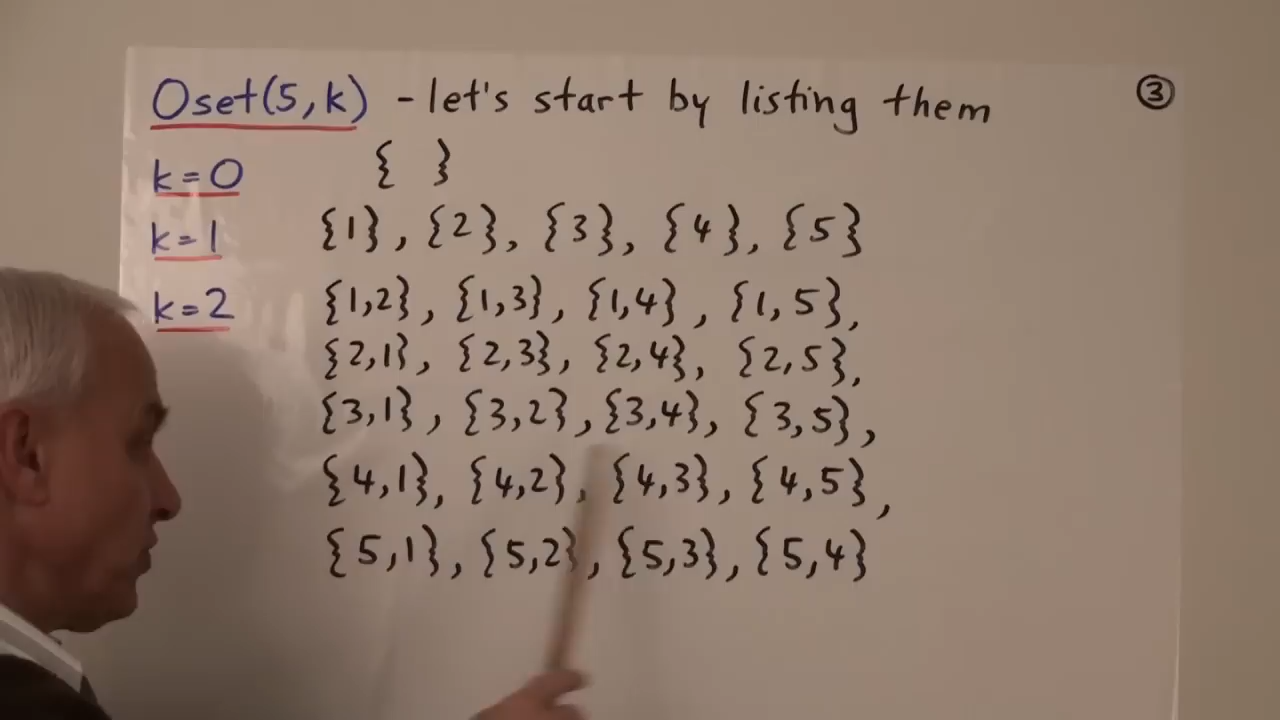 Oset(5,k) - let's start by listing them ③
k=0 { }
k=1 {1}, {2}, {3}, {4}, {5}
k=2 {1,2}, {1,3}, {1,4}, {1,5},
{2,1}, {2,3}, {2,4}, {2,5},
{3,1}, {3,2}, {3,4}, {3,5},
{4,1}, {4,2}, {4,3}, {4,5},
{5,1}, {5,2}, {5,3}, {5,4}